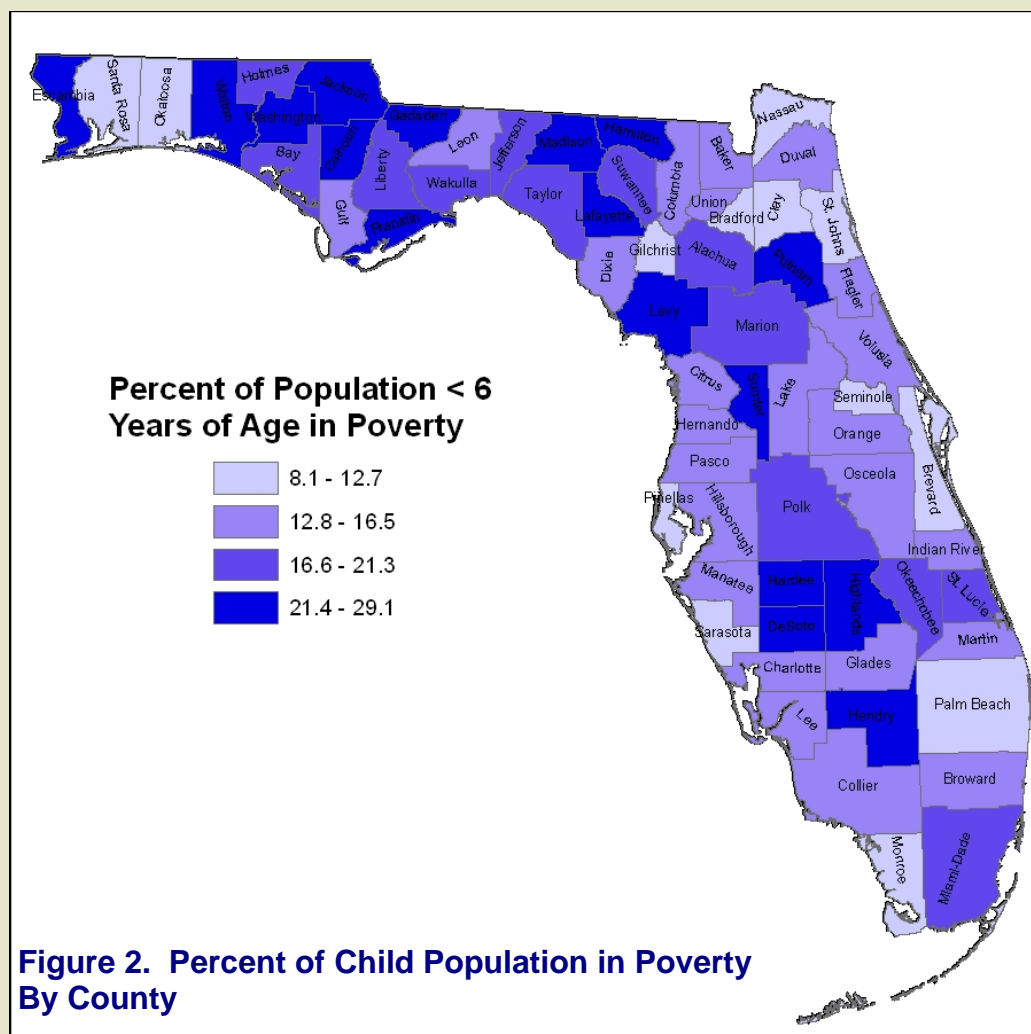 Escambia
Santa Rosa
Okaloosa
Walton
Holmes
Washington
Jackson
Bay
Calhoun
Gulf
Liberty
Gadsden
Franklin
Leon
Wakulla
Jefferson
Madison
Taylor
Hamilton
Suwannee
Lafayette
Dixia
Columbia
Gilchrist
Baker
Union
Bradford
Nassau
Duval
Clay
St. Johns
Alachua
Putnam
Flagler
Levy
Marion
Volusia
Citrus
Sumter
Lake
Seminole
Hernando
Orange
Pasco
Osceola
Brevard
Pinellas
Hillsborough
Polk
Indian River
Manatee
Hardee
Highlands
Okeechobee
St. Lucie
Sarasota
DeSoto
Martin
Charlotte
Glades
Lee
Hendry
Palm Beach
Collier
Broward
Monroe
Miami-Dade
Percent of Population < 6
Years of Age in Poverty
8.1 - 12.7
12.8 - 16.5
16.6 - 21.3
21.4 - 29.1
Figure 2. Percent of Child Population in Poverty
By County